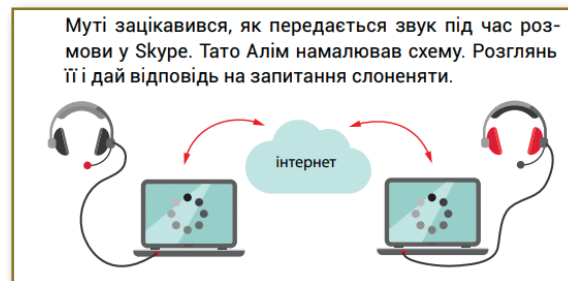 Муті зацікавився, як передається звук під час роз-
мови у Skype. Тато Алім намалював схему. Розглянь
її і дай відповідь на запитання слоненяти.
інтернет